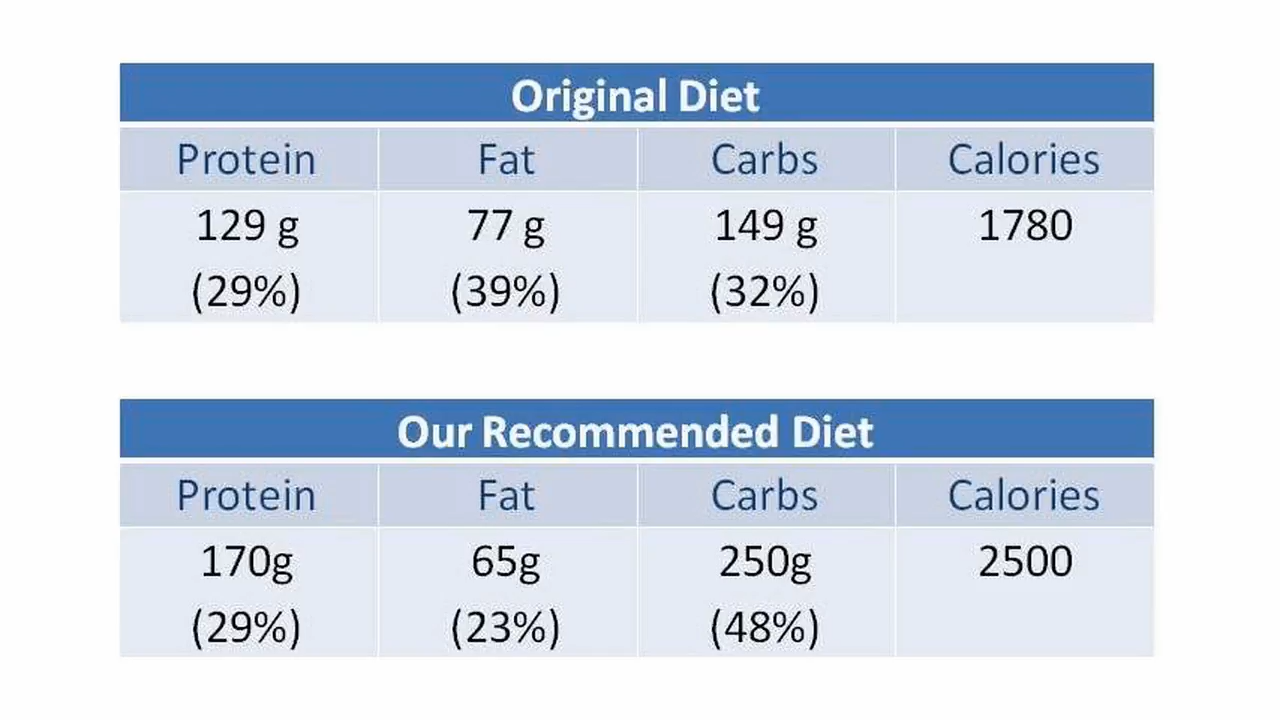 Original Diet
Protein Fat Carbs Calories
129 g 77 g 149 g 1780
(29%) (39%) (32%)
Our Recommended Diet
Protein Fat Carbs Calories
170g 65g 250g 2500
(29%) (23%) (48%)